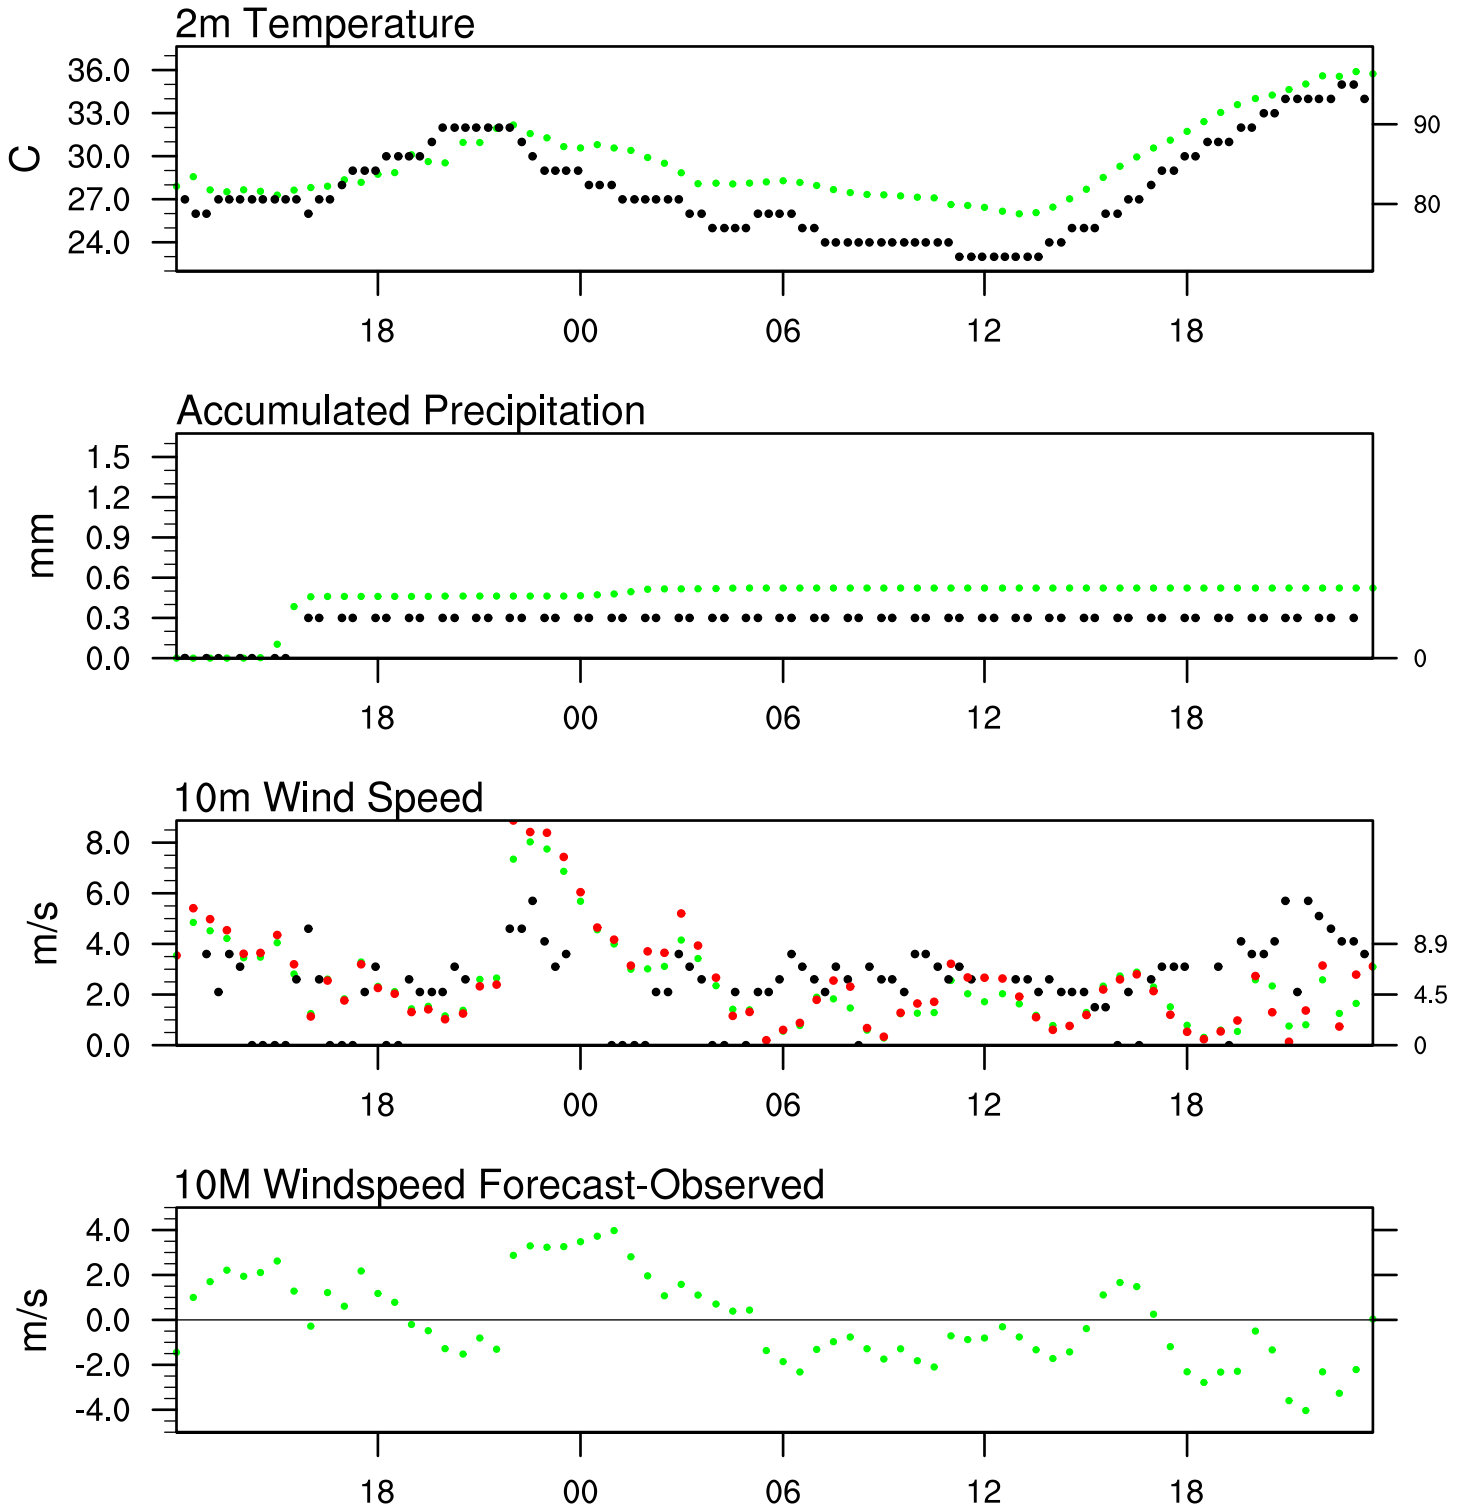 2m Temperature
36.0
33.0
30.0
27.0
24.0
C
90
80
18 00 06 12 18
Accumulated Precipitation
1.5
1.2
0.9
0.6
0.3
0.0
mm
0
18 00 06 12 18
10m Wind Speed
8.0
6.0
4.0
2.0
0.0
m/s
8.9
4.5
0
18 00 06 12 18
10M Windspeed Forecast-Observed
4.0
2.0
0.0
-2.0
-4.0
m/s
18 00 06 12 18